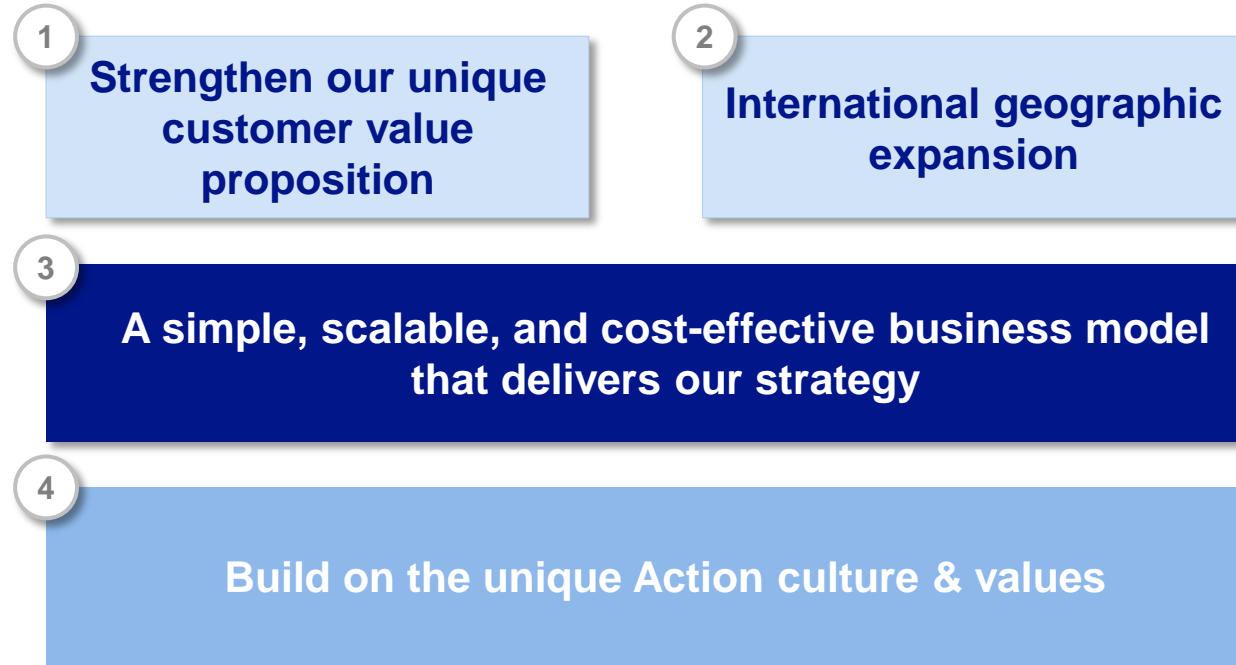 1
Strengthen our unique
customer value
proposition
2
International geographic
expansion
3
A simple, scalable, and cost-effective business model
that delivers our strategy
4
Build on the unique Action culture & values